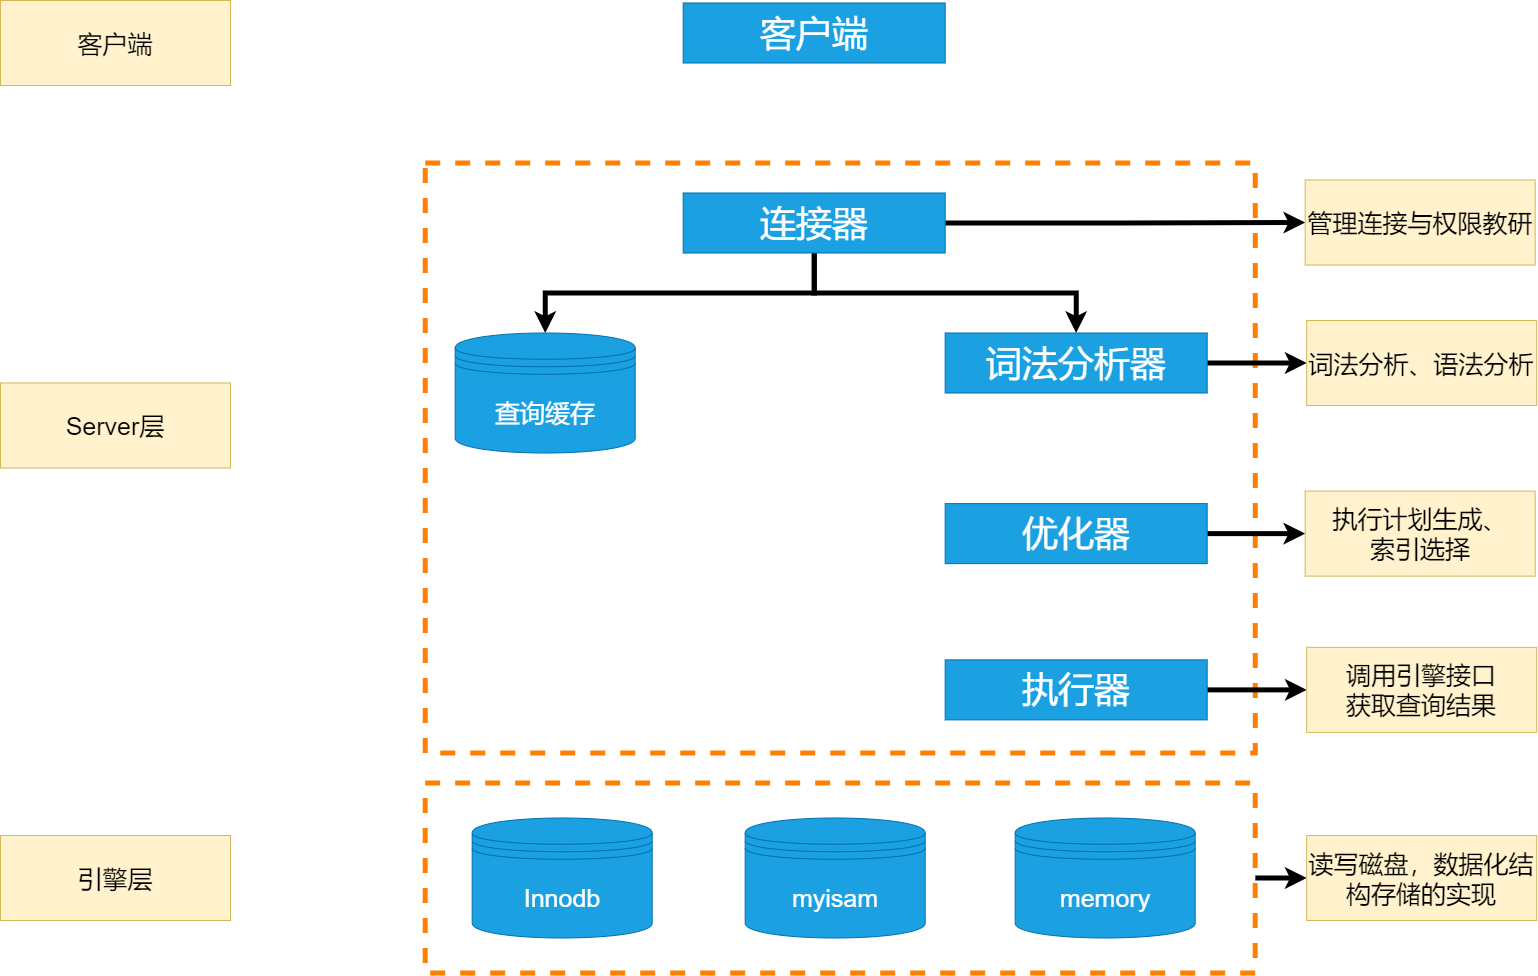 客户端
客户端
连接器
管理连接与权限教研
词法分析器
词法分析、语法分析
查询缓存
Server层
优化器
执行计划生成、
索引选择
执行器
调用引擎接口
获取查询结果
引擎层
Innodb
myisam
memory
读写磁盘，数据化结
构存储的实现